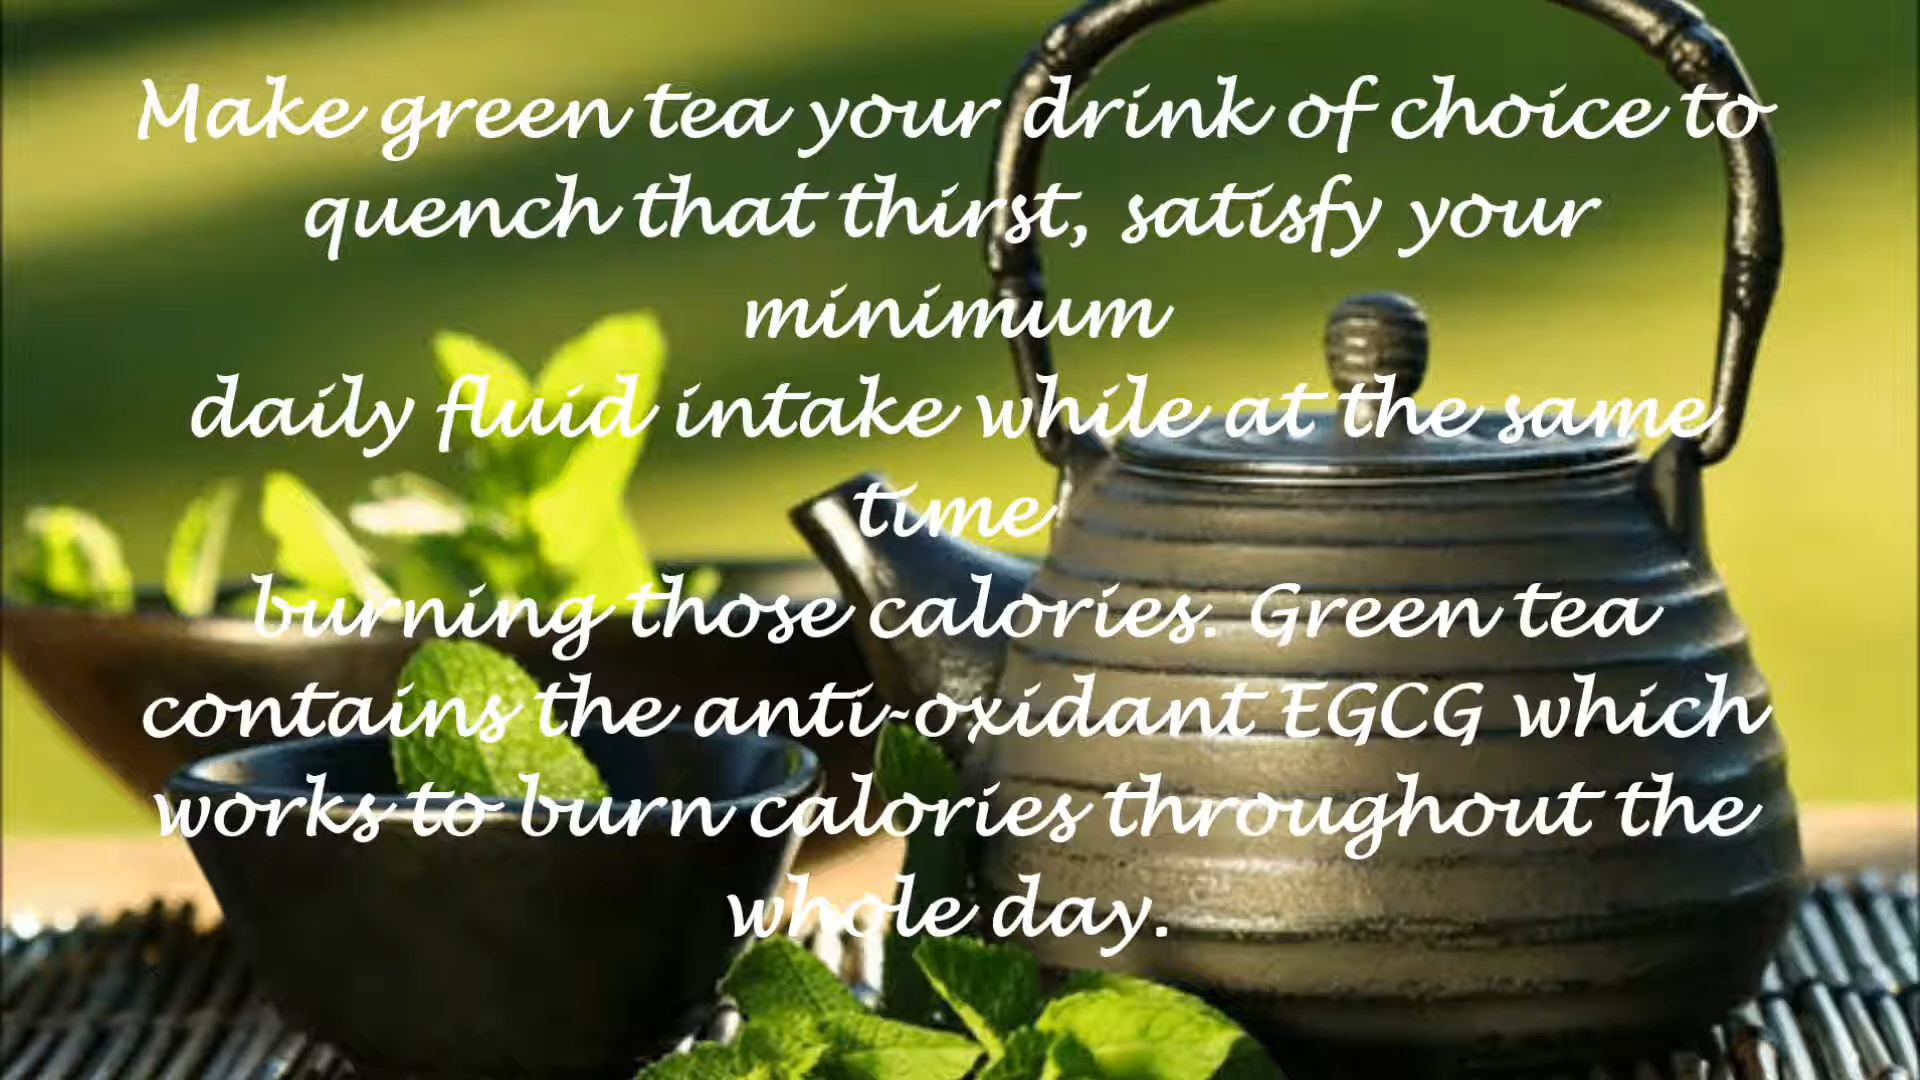 Make green tea your drink of choice to
quench that thirst, satisfy your
minimum
daily fluid intake while at the same
time
burning those calories. Green tea
contains the anti-oxidant EGCG which
works to burn calories throughout the
whole day.